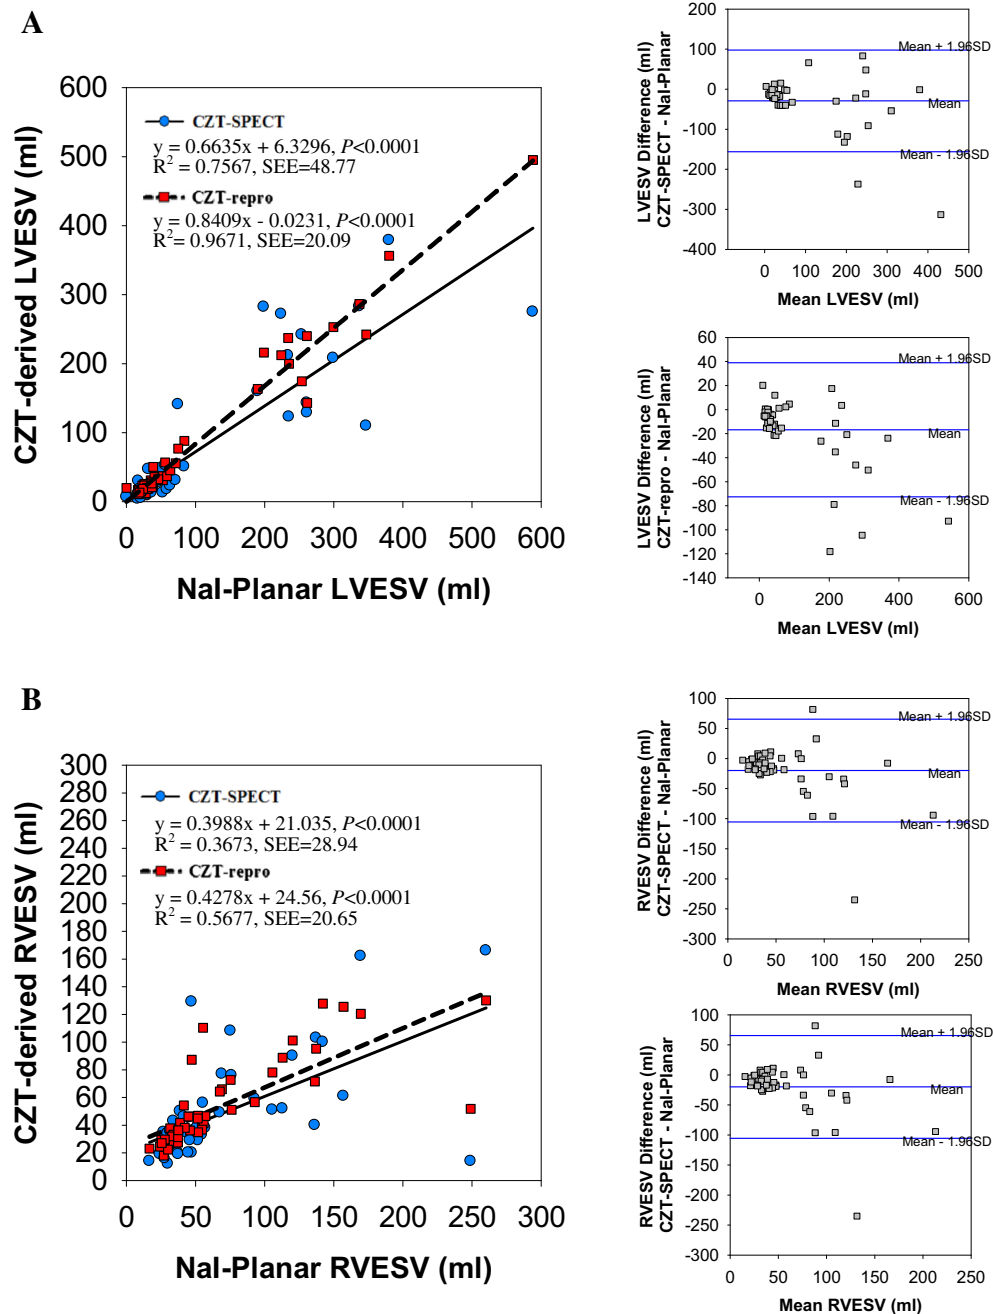 A
CZT-derived LVESV (ml)
600
500
400
300
200
100
0
0 100 200 300 400 500 600
NaI-Planar LVESV (ml)
CZT-SPECT
y = 0.6635x + 6.3296, P<0.0001
R² = 0.7567, SEE=48.77
CZT-repro
y = 0.8409x - 0.0231, P<0.0001
R²= 0.9671, SEE=20.09
LVESV Difference (ml)
CZT-SPECT - NaI-Planar
200
100
0
-100
-200
-300
-400
Mean + 1.96SD
Mean
Mean - 1.96SD
0 100 200 300 400 500
Mean LVESV (ml)
LVESV Difference (ml)
CZT-repro - NaI-Planar
60
40
20
0
-20
-40
-60
-80
-100
-120
-140
Mean + 1.96SD
Mean
Mean - 1.96SD
0 200 400 600
Mean LVESV (ml)
B
CZT-derived RVESV (ml)
300
280
260
240
220
200
180
160
140
120
100
80
60
40
20
0
0 50 100 150 200 250 300
NaI-Planar RVESV (ml)
CZT-SPECT
y = 0.3988x + 21.035, P<0.0001
R² = 0.3673, SEE=28.94
CZT-repro
y = 0.4278x + 24.56, P<0.0001
R² = 0.5677, SEE=20.65
RVESV Difference (ml)
CZT-SPECT - NaI-Planar
100
50
0
-50
-100
-150
-200
-250
-300
Mean + 1.96SD
Mean
Mean - 1.96SD
0 50 100 150 200 250
Mean RVESV (ml)
RVESV Difference (ml)
CZT-SPECT - NaI-Planar
100
50
0
-50
-100
-150
-200
-250
-300
Mean + 1.96SD
Mean
Mean - 1.96SD
0 50 100 150 200 250
Mean RVESV (ml)